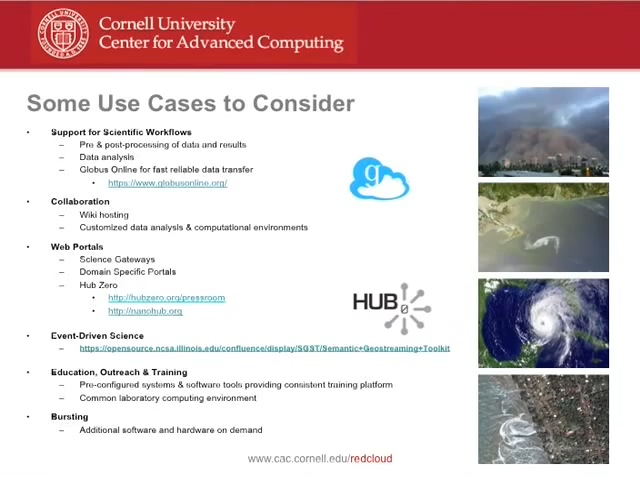 Cornell University
Center for Advanced Computing
Some Use Cases to Consider
• Support for Scientific Workflows
– Pre & post-processing of data and results
– Data analysis
– Globus Online for fast reliable data transfer
• https://www.globusonline.org/
g
• Collaboration
– Wiki hosting
– Customized data analysis & computational environments
• Web Portals
– Science Gateways
– Domain Specific Portals
– Hub Zero
• http://hubzero.org/pressroom
• http://nanohub.org
HUB
0
• Event-Driven Science
– https://opensource.ncsa.illinois.edu/confluence/display/SGST/Semantic+Geostreaming+Toolkit
• Education, Outreach & Training
– Pre-configured systems & software tools providing consistent training platform
– Common laboratory computing environment
• Bursting
– Additional software and hardware on demand
www.cac.cornell.edu/redcloud